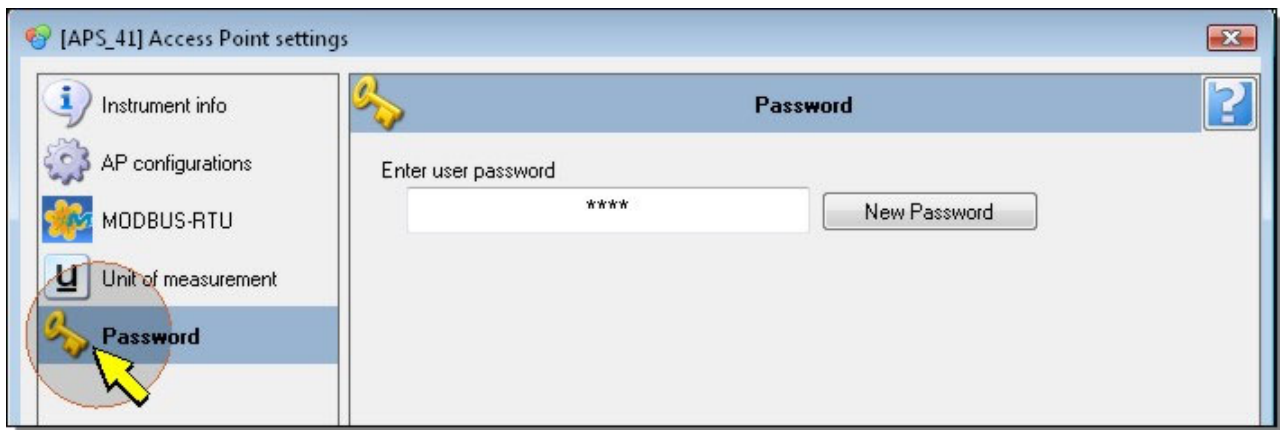 [APS_41] Access Point settings
Instrument info
AP configurations
MODBUS-RTU
Unit of measurement
Password
Password
Enter user password
****
New Password